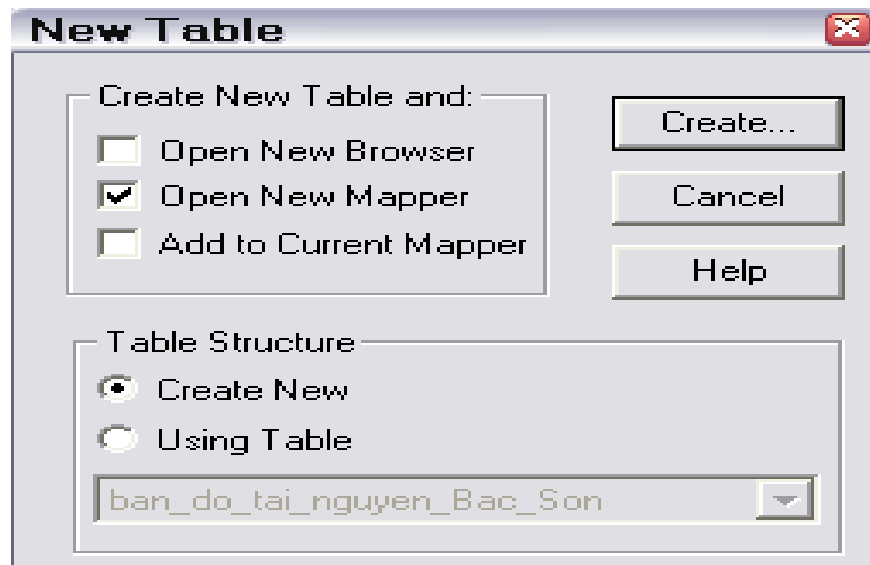 New Table
Create New Table and:
Open New Browser
Open New Mapper
Add to Current Mapper
Create...
Cancel
Help
Table Structure
Create New
Using Table
ban_do_tai_nguyen_Bac_Son